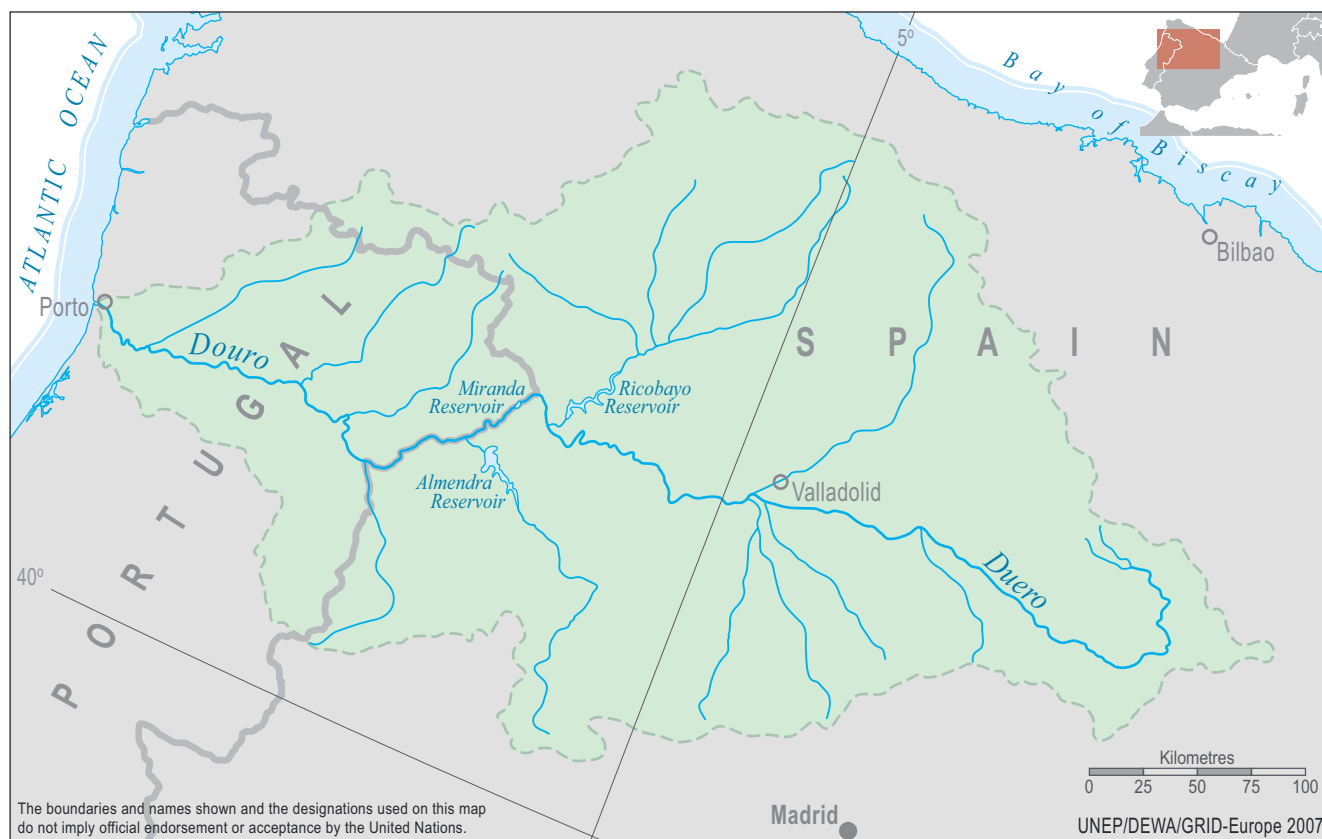 ATLANTIC OCEAN
5º
Bay of Biscay
Bilbao
Porto
Douro
PORTUGAL
SPAIN
Miranda
Reservoir
Ricobayo
Reservoir
Almendra
Reservoir
Valladolid
Duero
40º
Madrid
Kilometres
0 25 50 75 100
The boundaries and names shown and the designations used on this map
do not imply official endorsement or acceptance by the United Nations.
UNEP/DEWA/GRID-Europe 2007